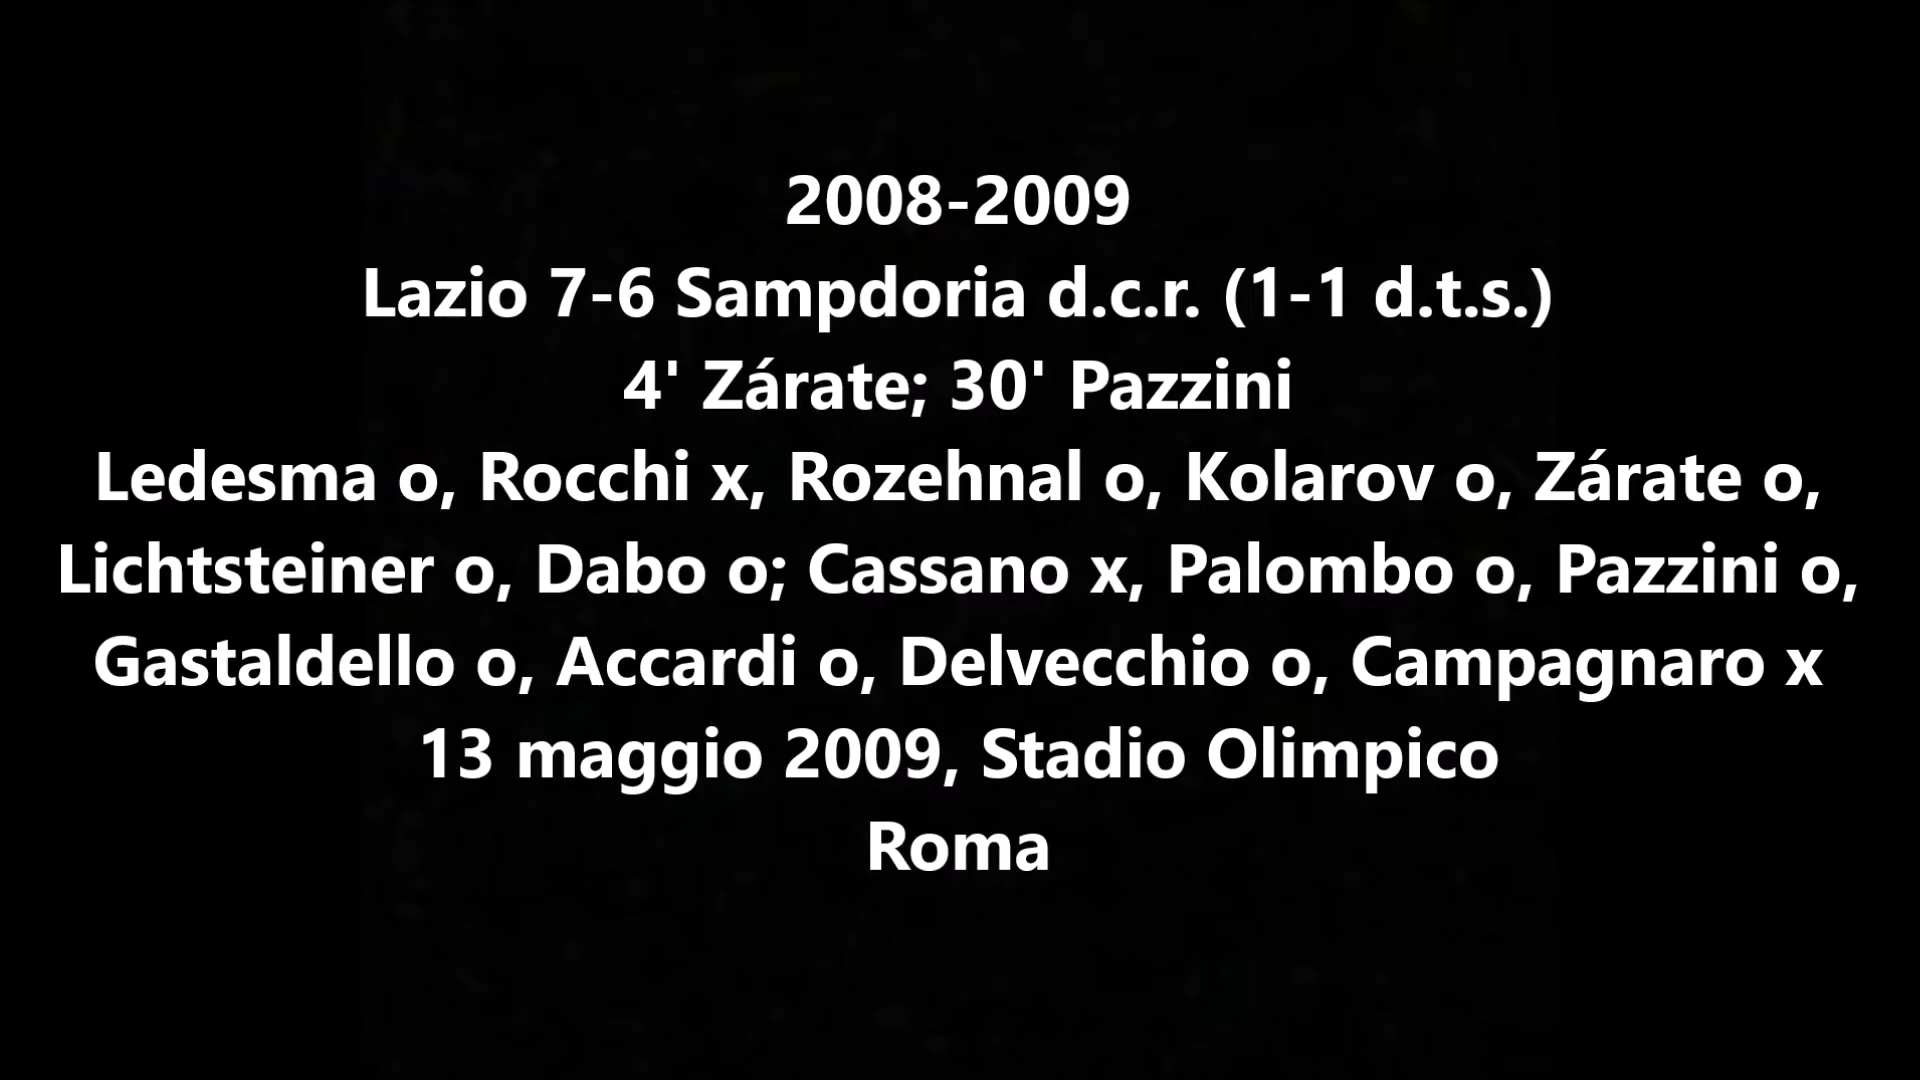 2008-2009
Lazio 7-6 Sampdoria d.c.r. (1-1 d.t.s.)
4' Zárate; 30' Pazzini
Ledesma o, Rocchi x, Rozehnal o, Kolarov o, Zárate o,
Lichtsteiner o, Dabo o; Cassano x, Palombo o, Pazzini o,
Gastaldello o, Accardi o, Delvecchio o, Campagnaro x
13 maggio 2009, Stadio Olimpico
Roma